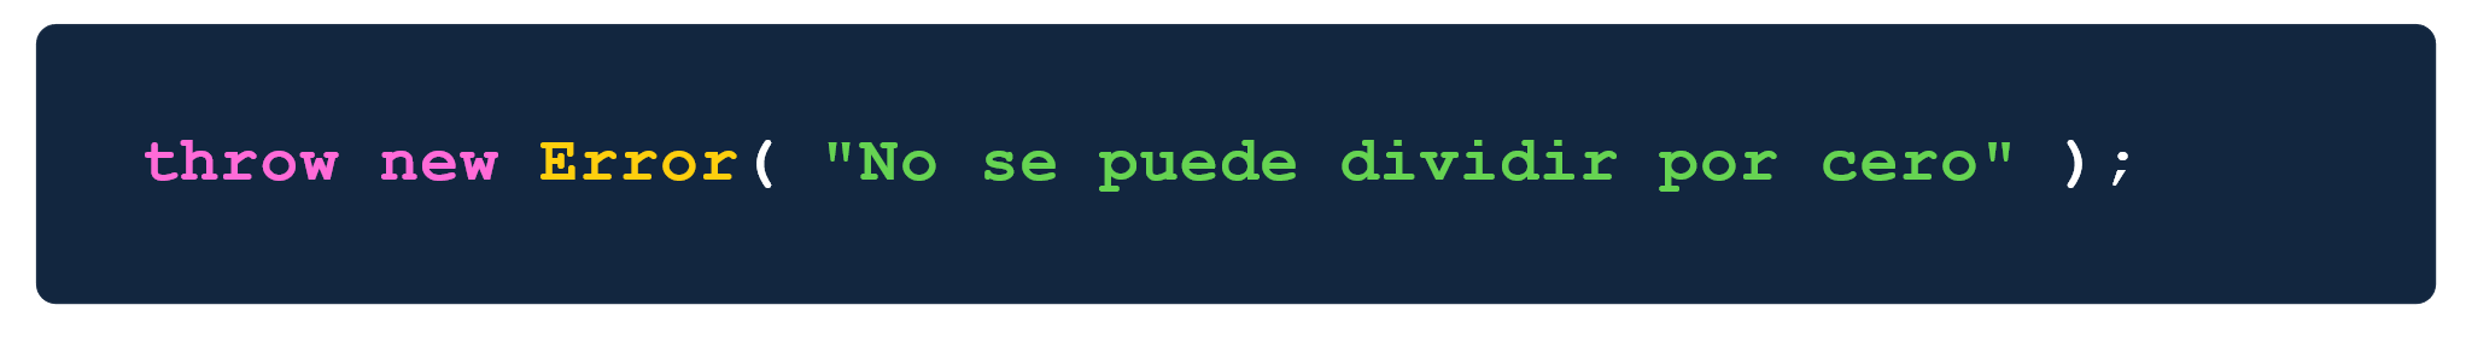 throw new Error( "No se puede dividir por cero" );